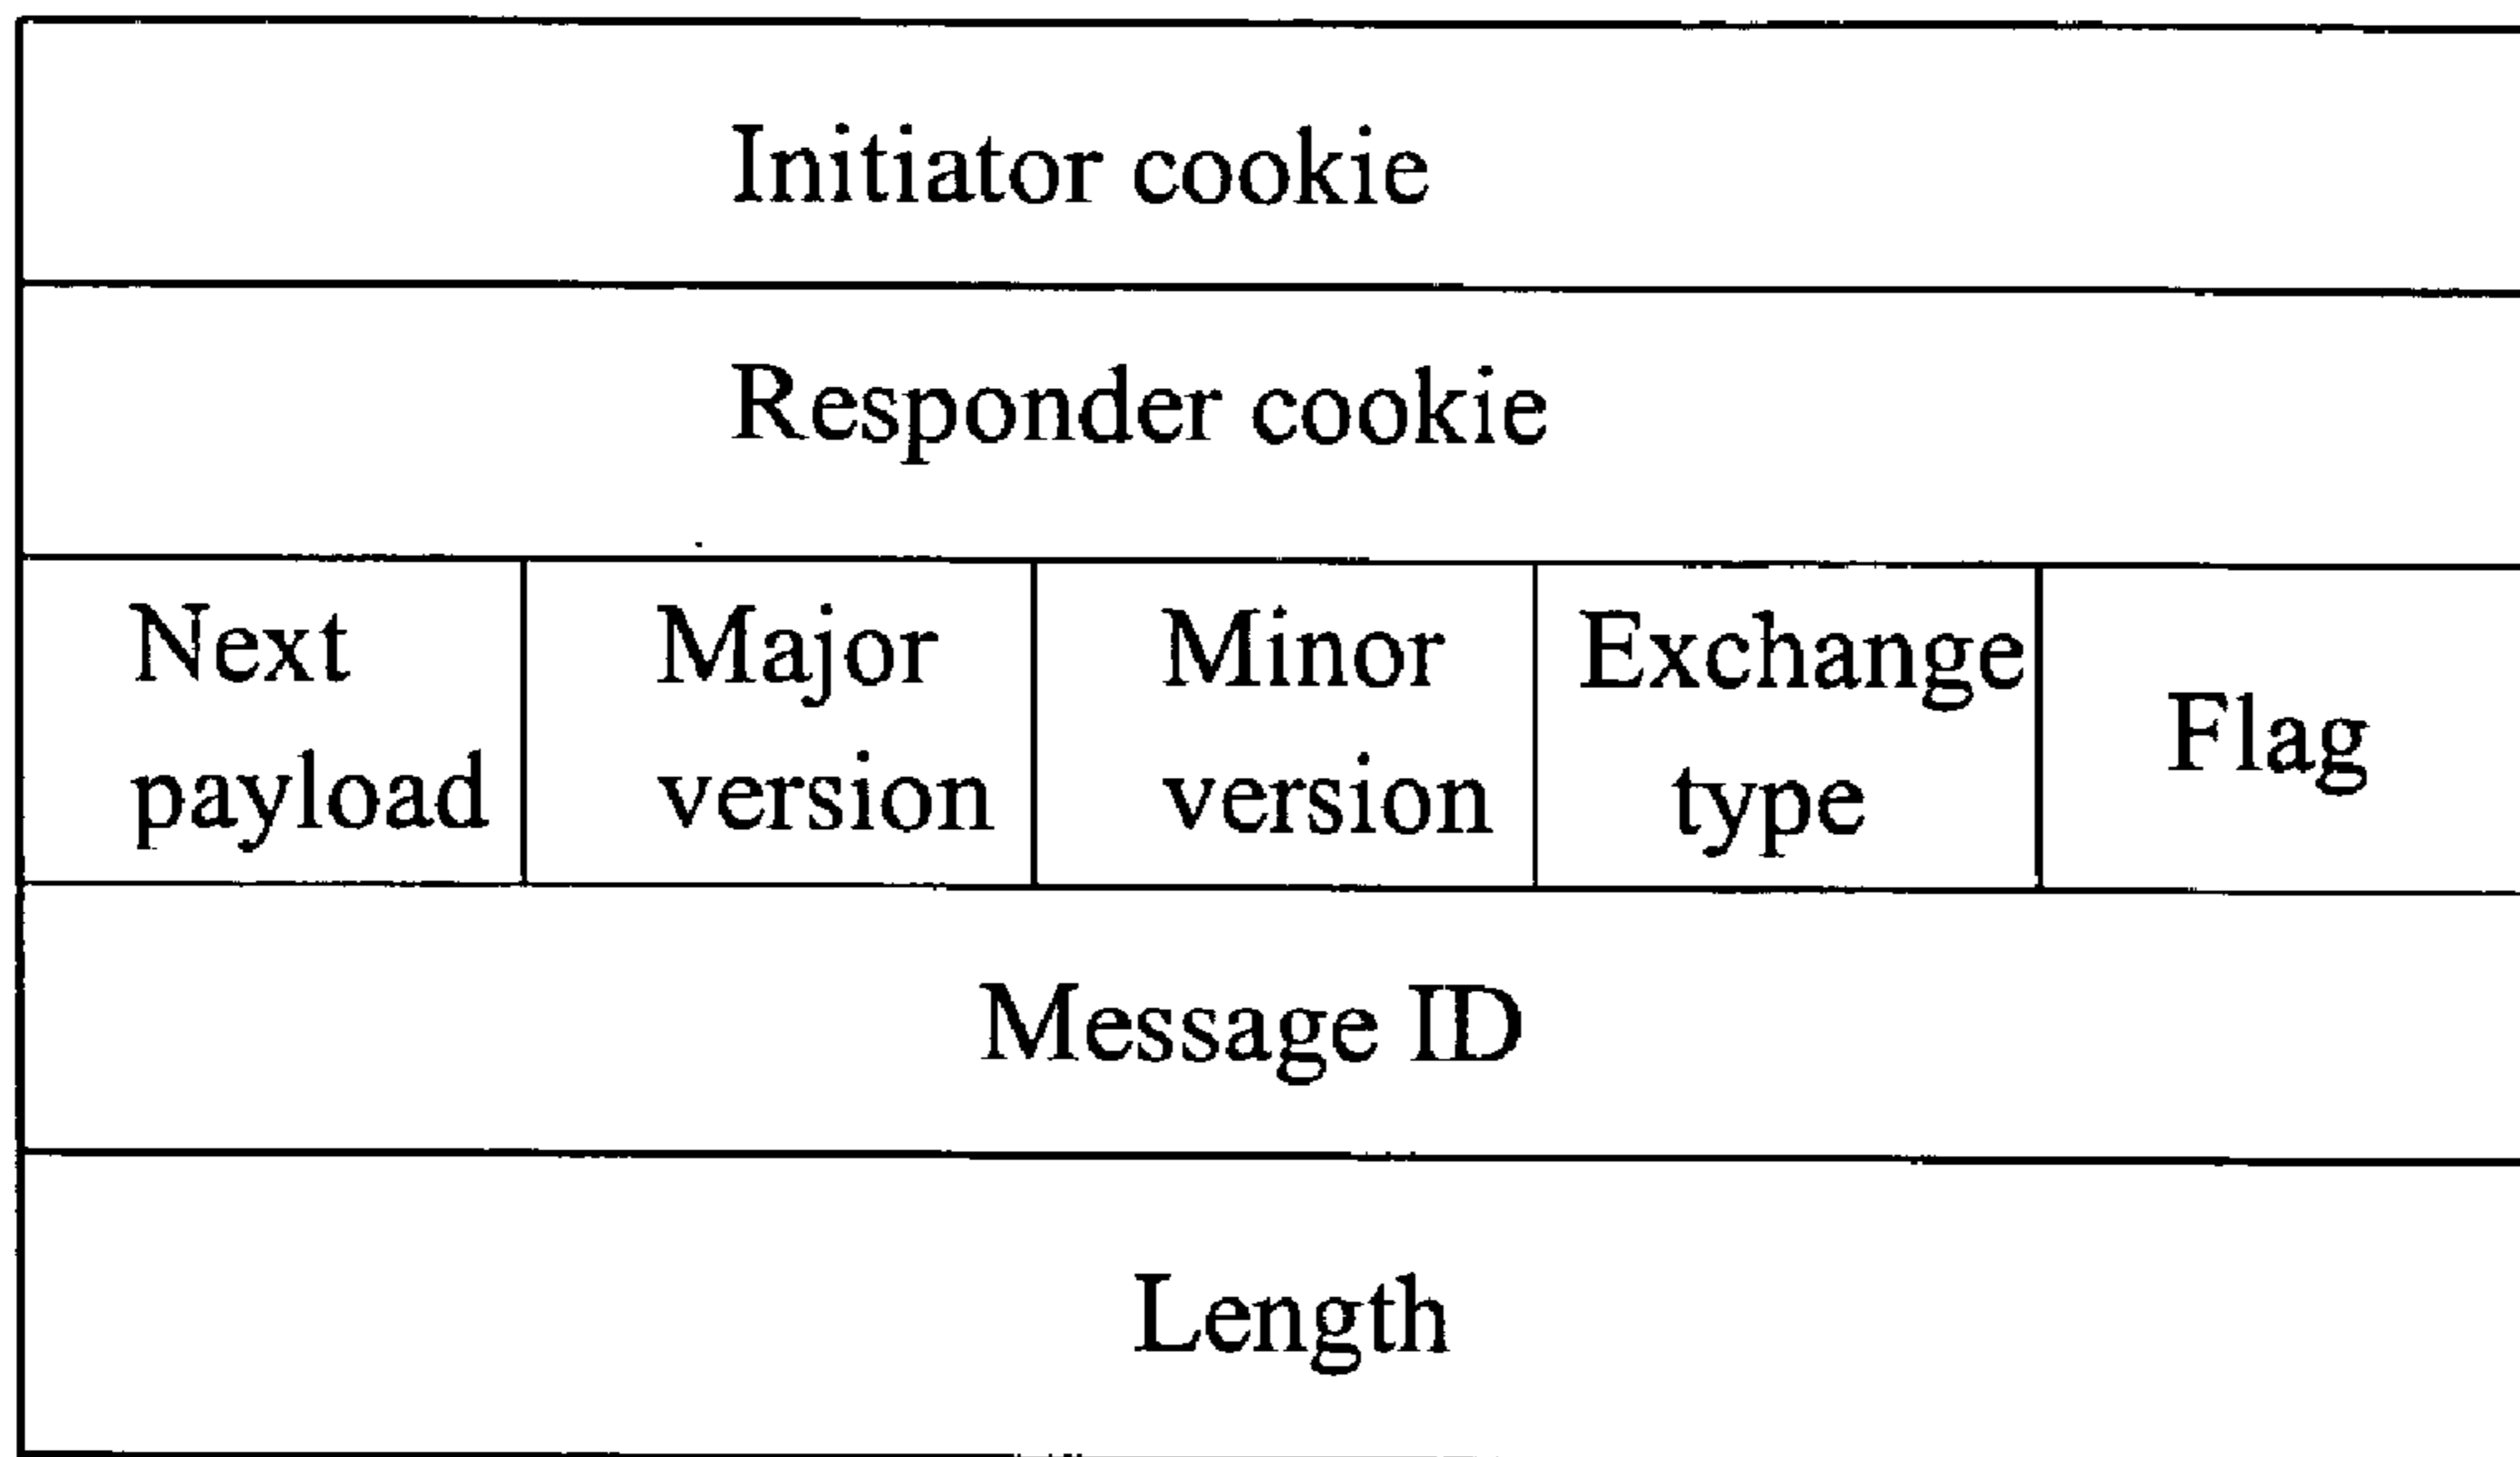 Initiator cookie
Responder cookie
Next payload
Major version
Minor version
Exchange type
Flag
Message ID
Length